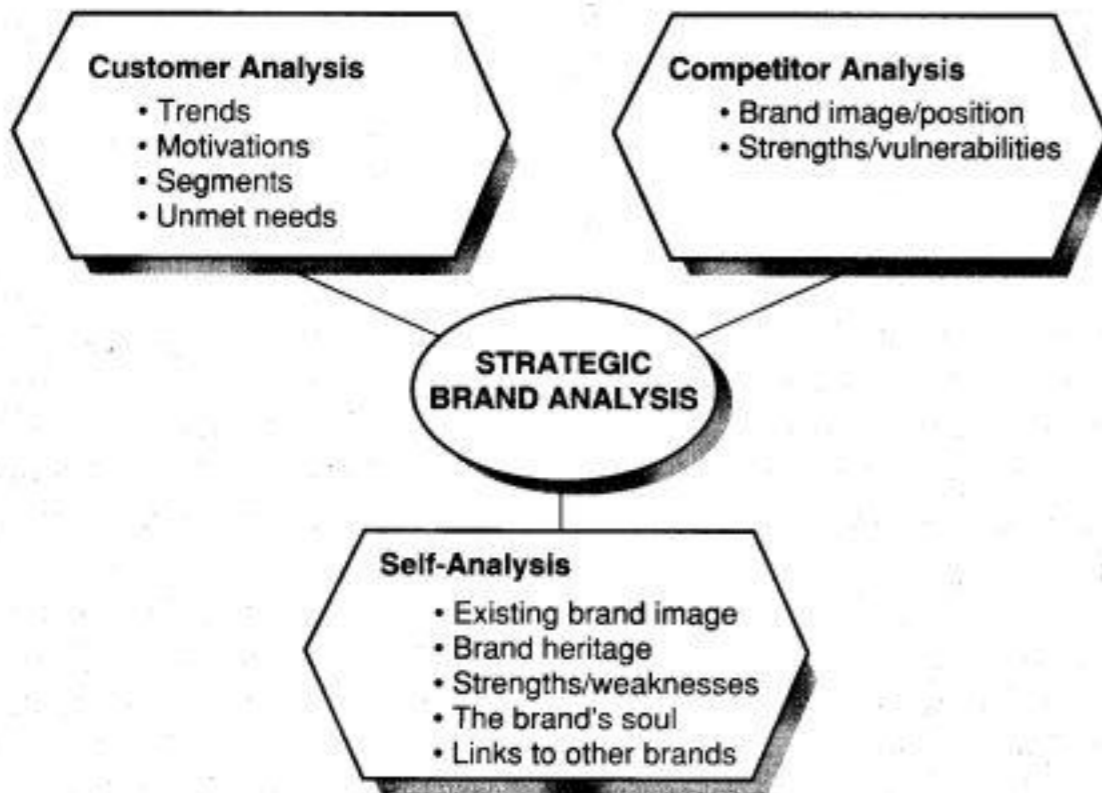 Customer Analysis
• Trends
• Motivations
• Segments
• Unmet needs
Competitor Analysis
• Brand image/position
• Strengths/vulnerabilities
STRATEGIC
BRAND ANALYSIS
Self-Analysis
• Existing brand image
• Brand heritage
• Strengths/weaknesses
• The brand's soul
• Links to other brands